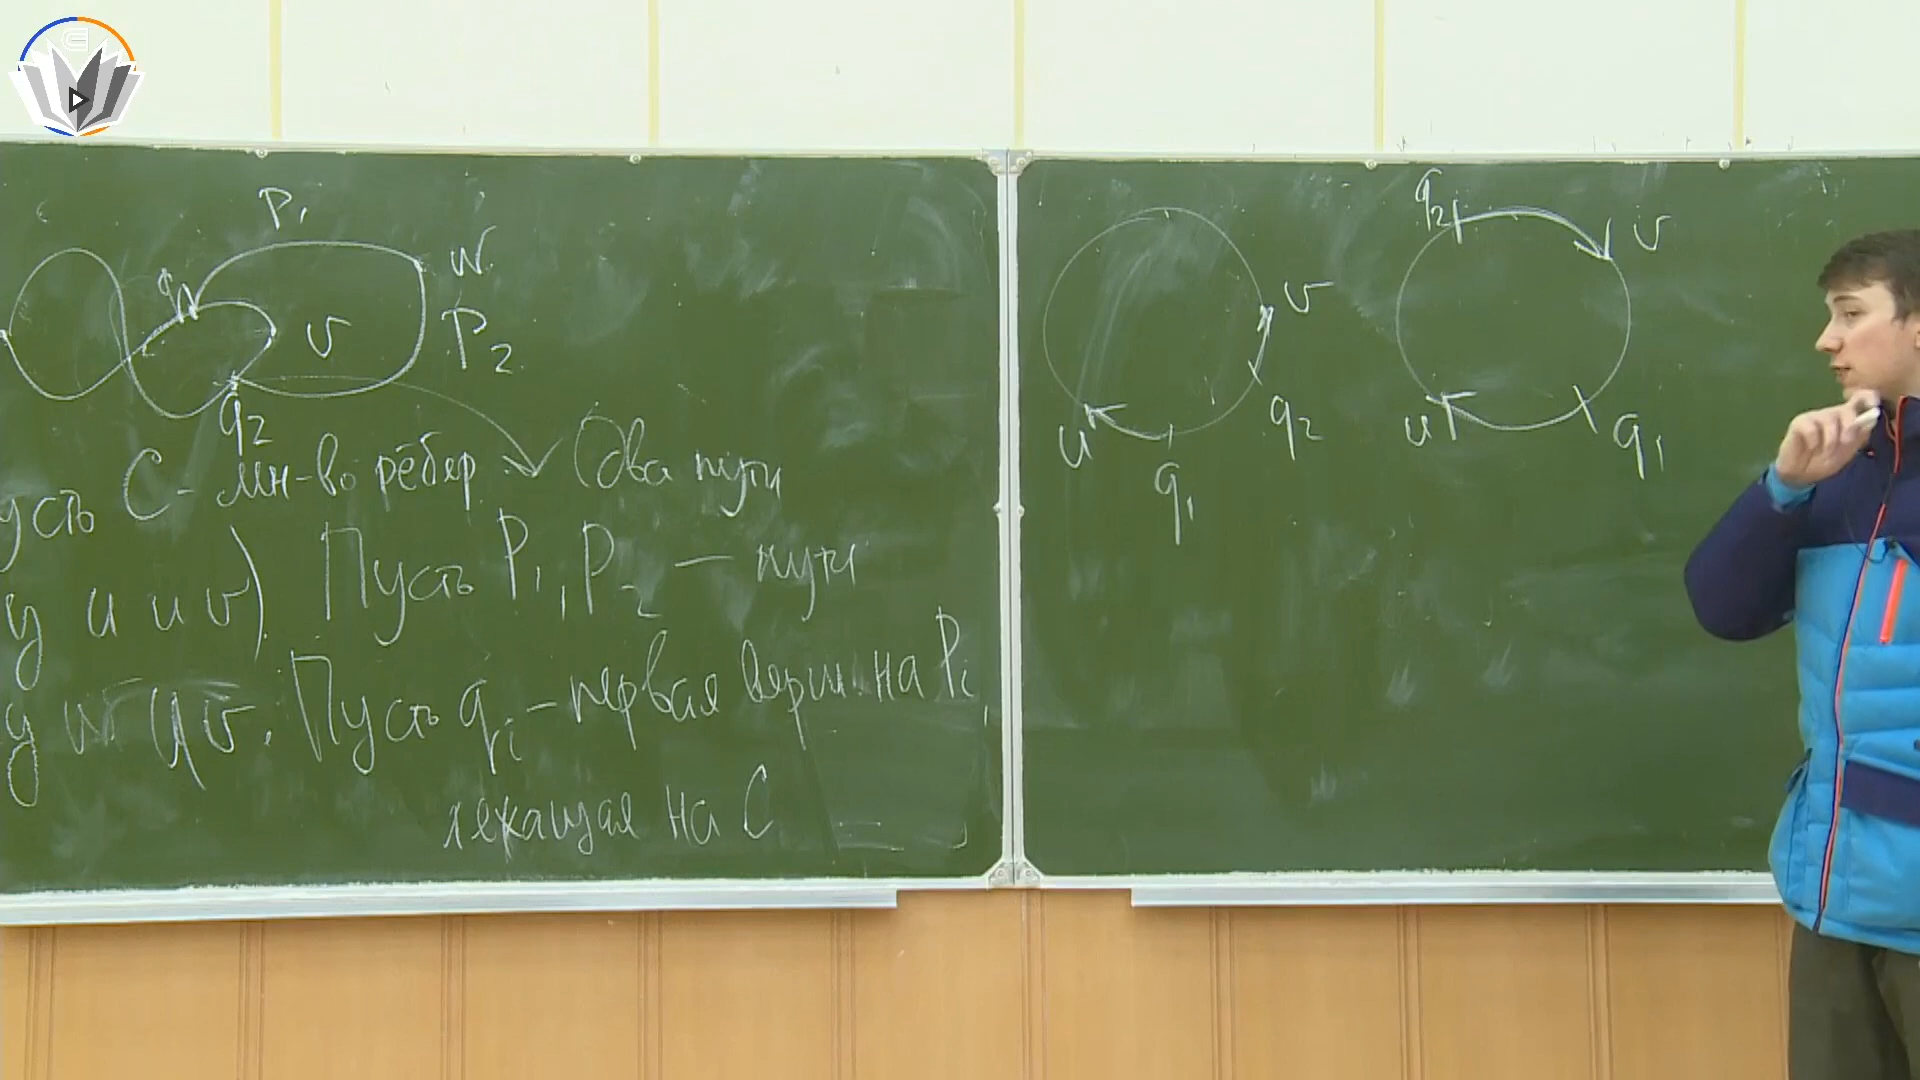 P₁
W
P₂
v
q₂
усть C - мн-во рёбер (два пути
у u и v) Пусть P₁, P₂ — пути
у w и v. Пусть qᵢ - первая верш. на Pᵢ,
лежащая на C
v
u
q₂
q₁
q₂
v
u
q₁